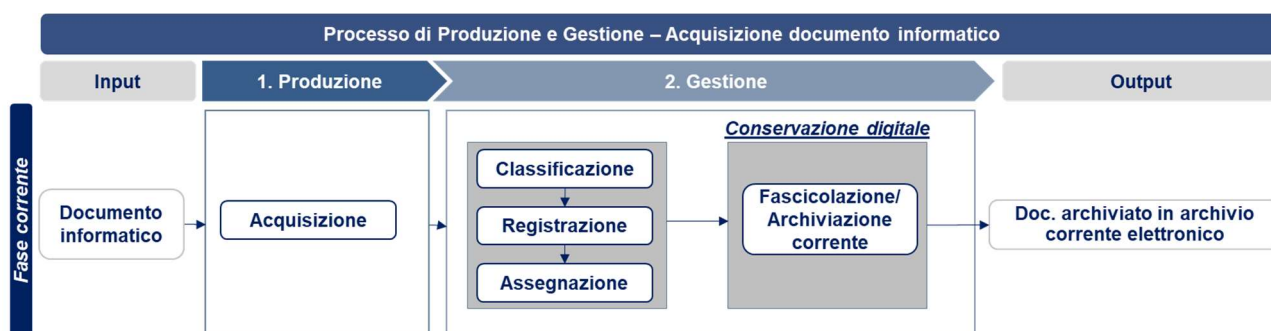 Processo di Produzione e Gestione – Acquisizione documento informatico
Input
1. Produzione
2. Gestione
Output
Fase corrente
Documento
informatico
Acquisizione
Classificazione
Registrazione
Assegnazione
Conservazione digitale
Fascicolazione/
Archiviazione
corrente
Doc. archiviato in archivio
corrente elettronico